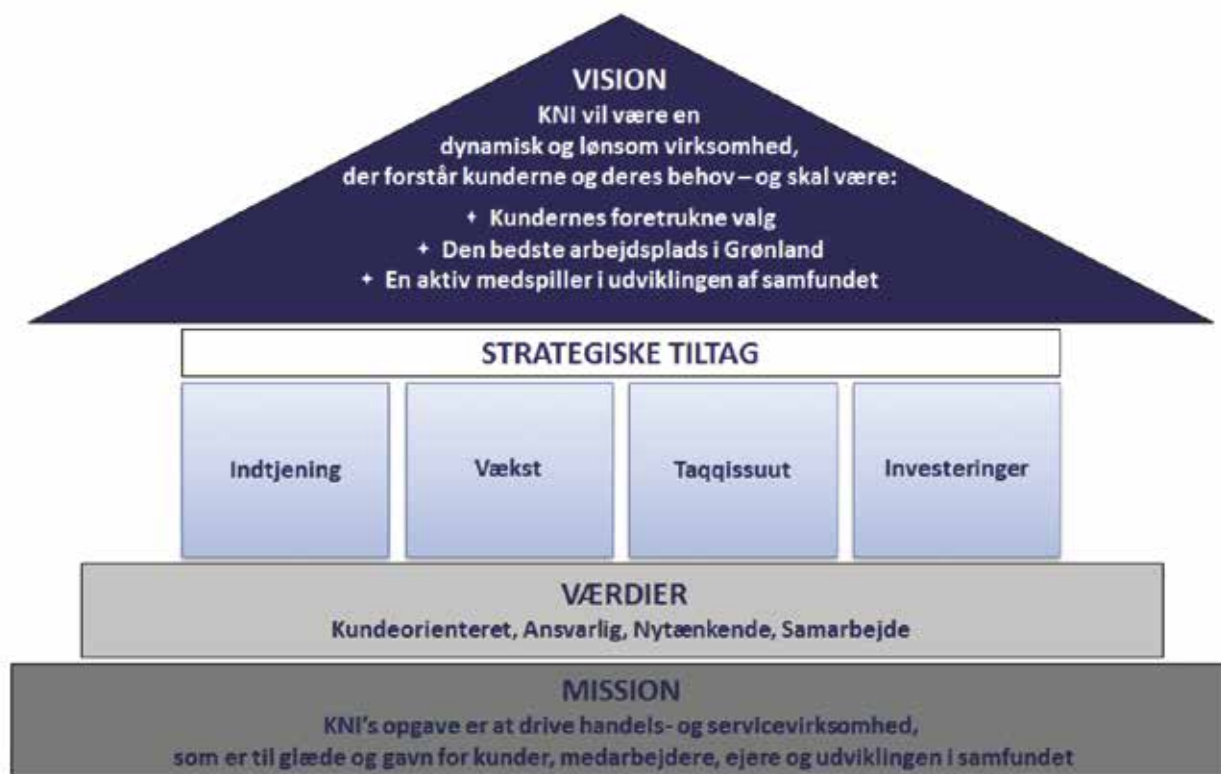 VISION
KNI vil være en
dynamisk og lønsom virksomhed,
der forstår kunderne og deres behov – og skal være:
+ Kundernes foretrukne valg
+ Den bedste arbejdsplads i Grønland
+ En aktiv medspiller i udviklingen af samfundet
STRATEGISKE TILTAG
Indtjening
Vækst
Taqqissuut
Investeringer
VÆRDIER
Kundeorienteret, Ansvarlig, Nytænkende, Samarbejde
MISSION
KNI's opgave er at drive handels- og servicevirksomhed,
som er til glæde og gavn for kunder, medarbejdere, ejere og udviklingen i samfundet